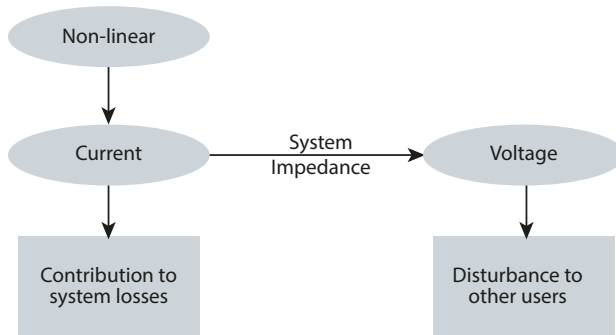 Non-linear
Current
System
Impedance
Voltage
Contribution to
system losses
Disturbance to
other users